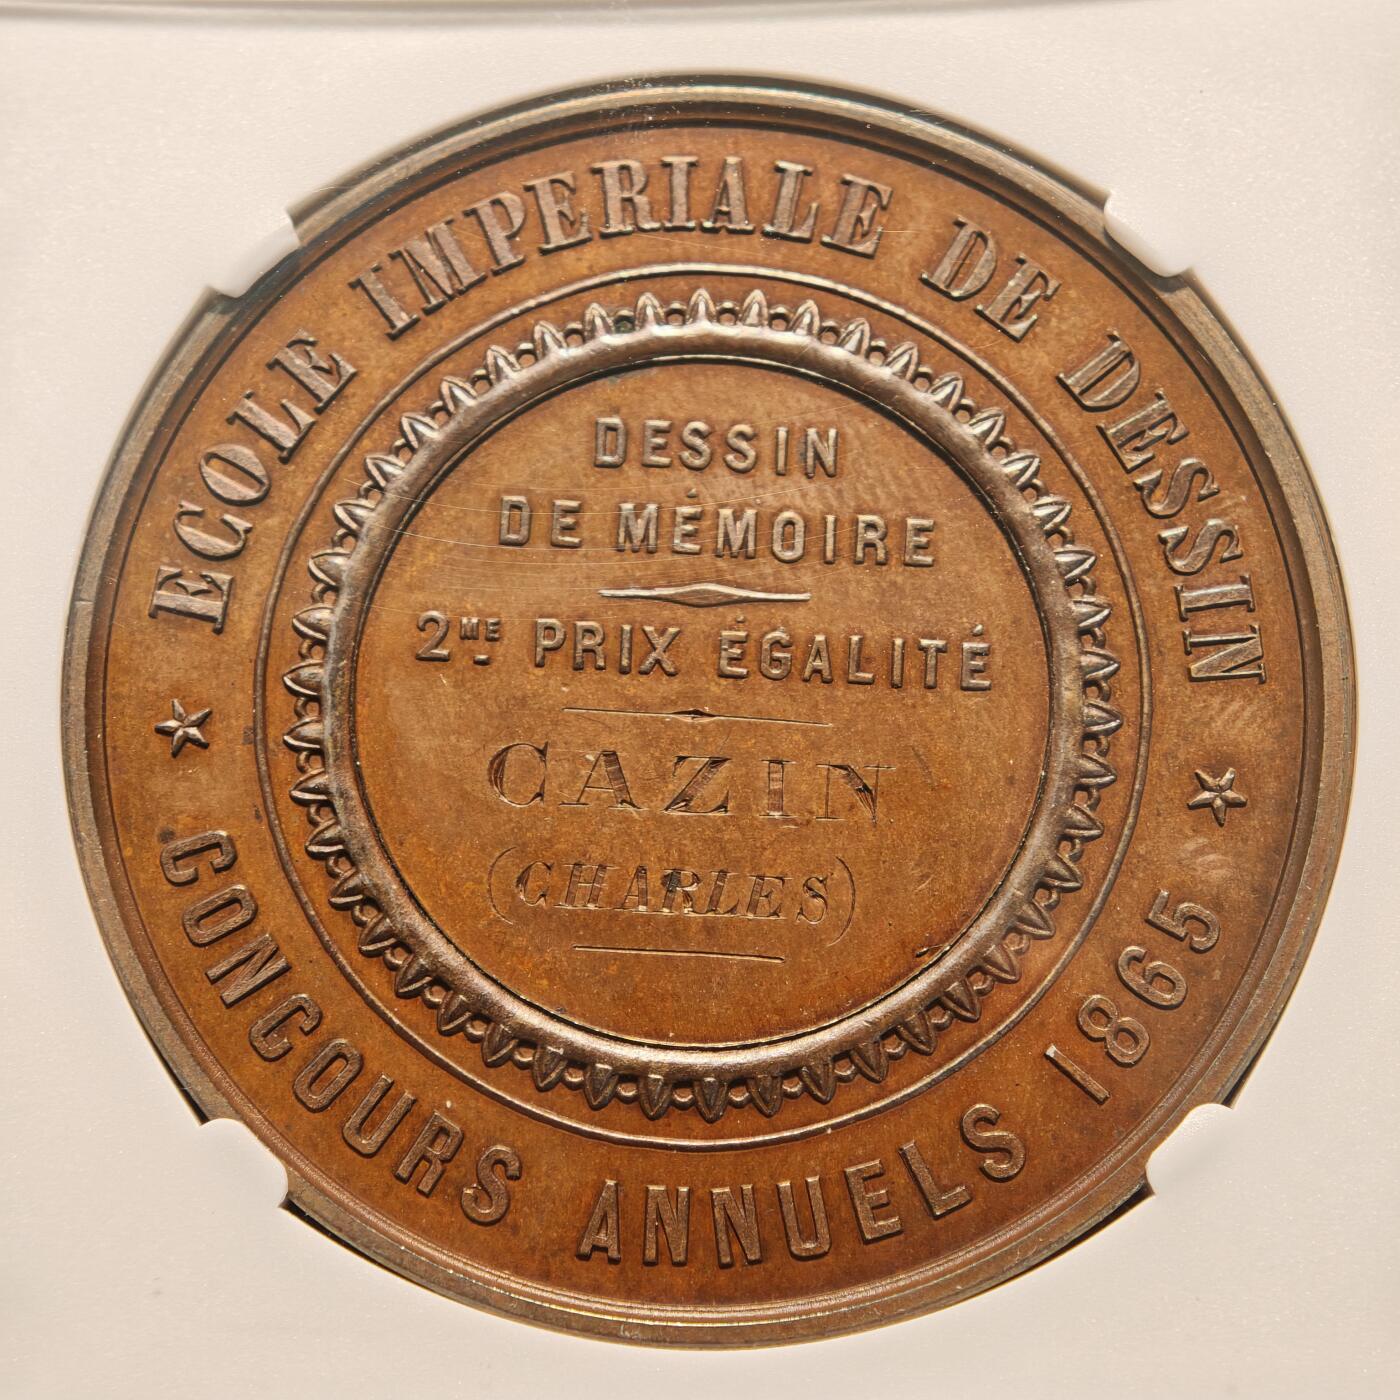 ECOLE IMPERIALE DE DESSIN
DESSIN
DE MÉMOIRE
2ME PRIX ÉGALITÉ
CAZIN
(CHARLES)
CONCOURS ANNUELS 1865